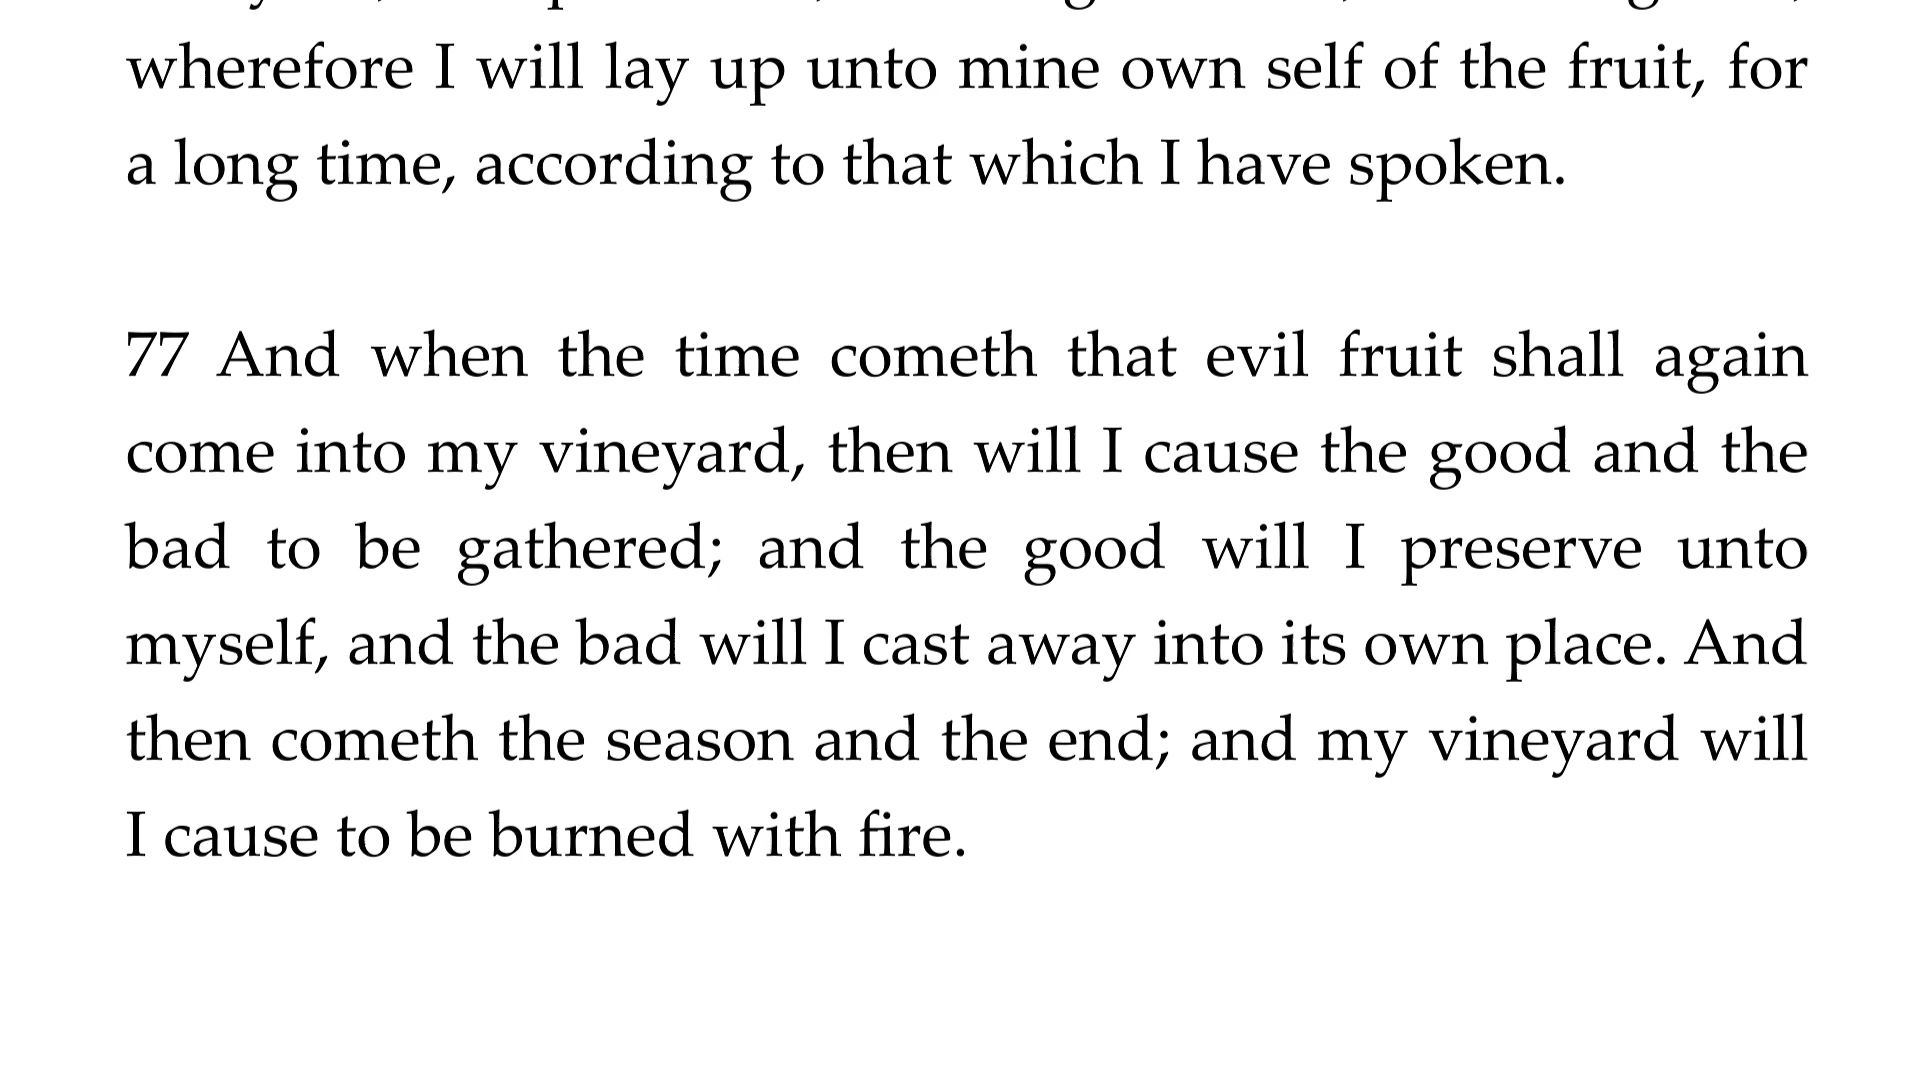 wherefore I will lay up unto mine own self of the fruit, for
a long time, according to that which I have spoken.
77 And when the time cometh that evil fruit shall again
come into my vineyard, then will I cause the good and the
bad to be gathered; and the good will I preserve unto
myself, and the bad will I cast away into its own place. And
then cometh the season and the end; and my vineyard will
I cause to be burned with fire.